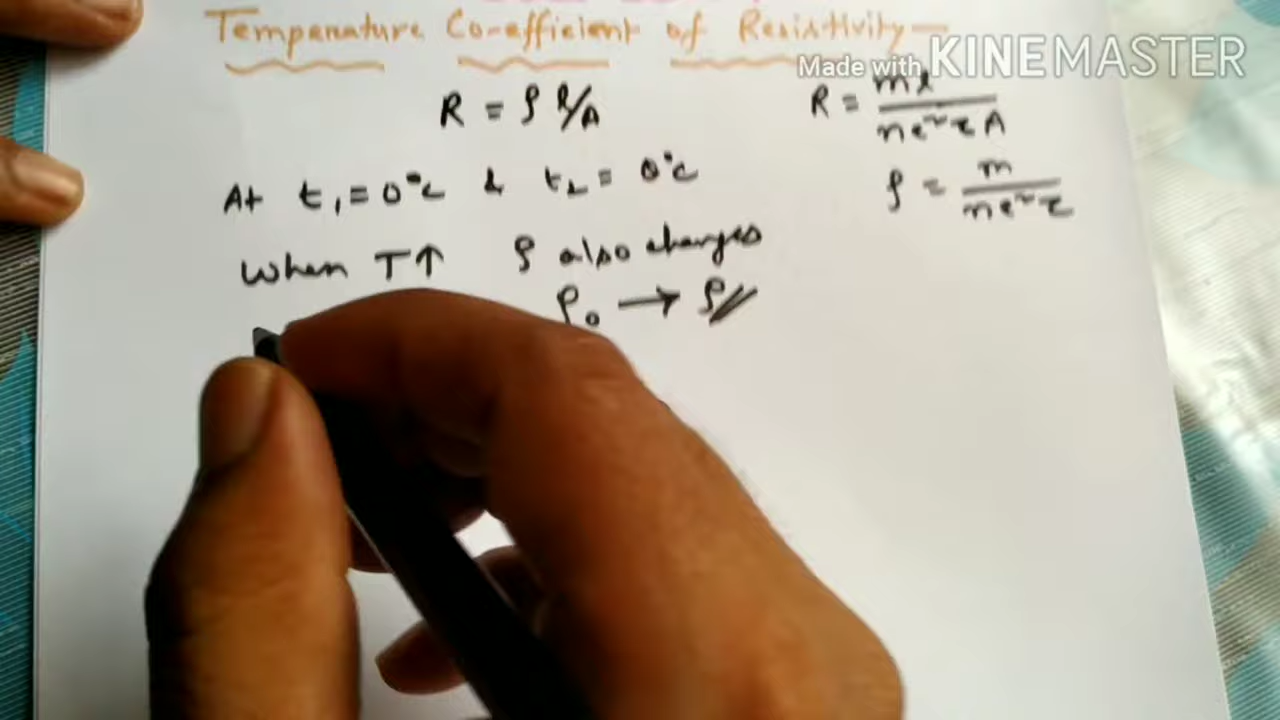 Temperature Co-efficient of Resistivity—
Made with KINEMASTER
R = ρ l/A
R = ml/ne²τA
At t₁ = 0°c & t₂ = θ°c
ρ = m/ne²τ
When T↑ ρ also changes
ρ₀ → ρ